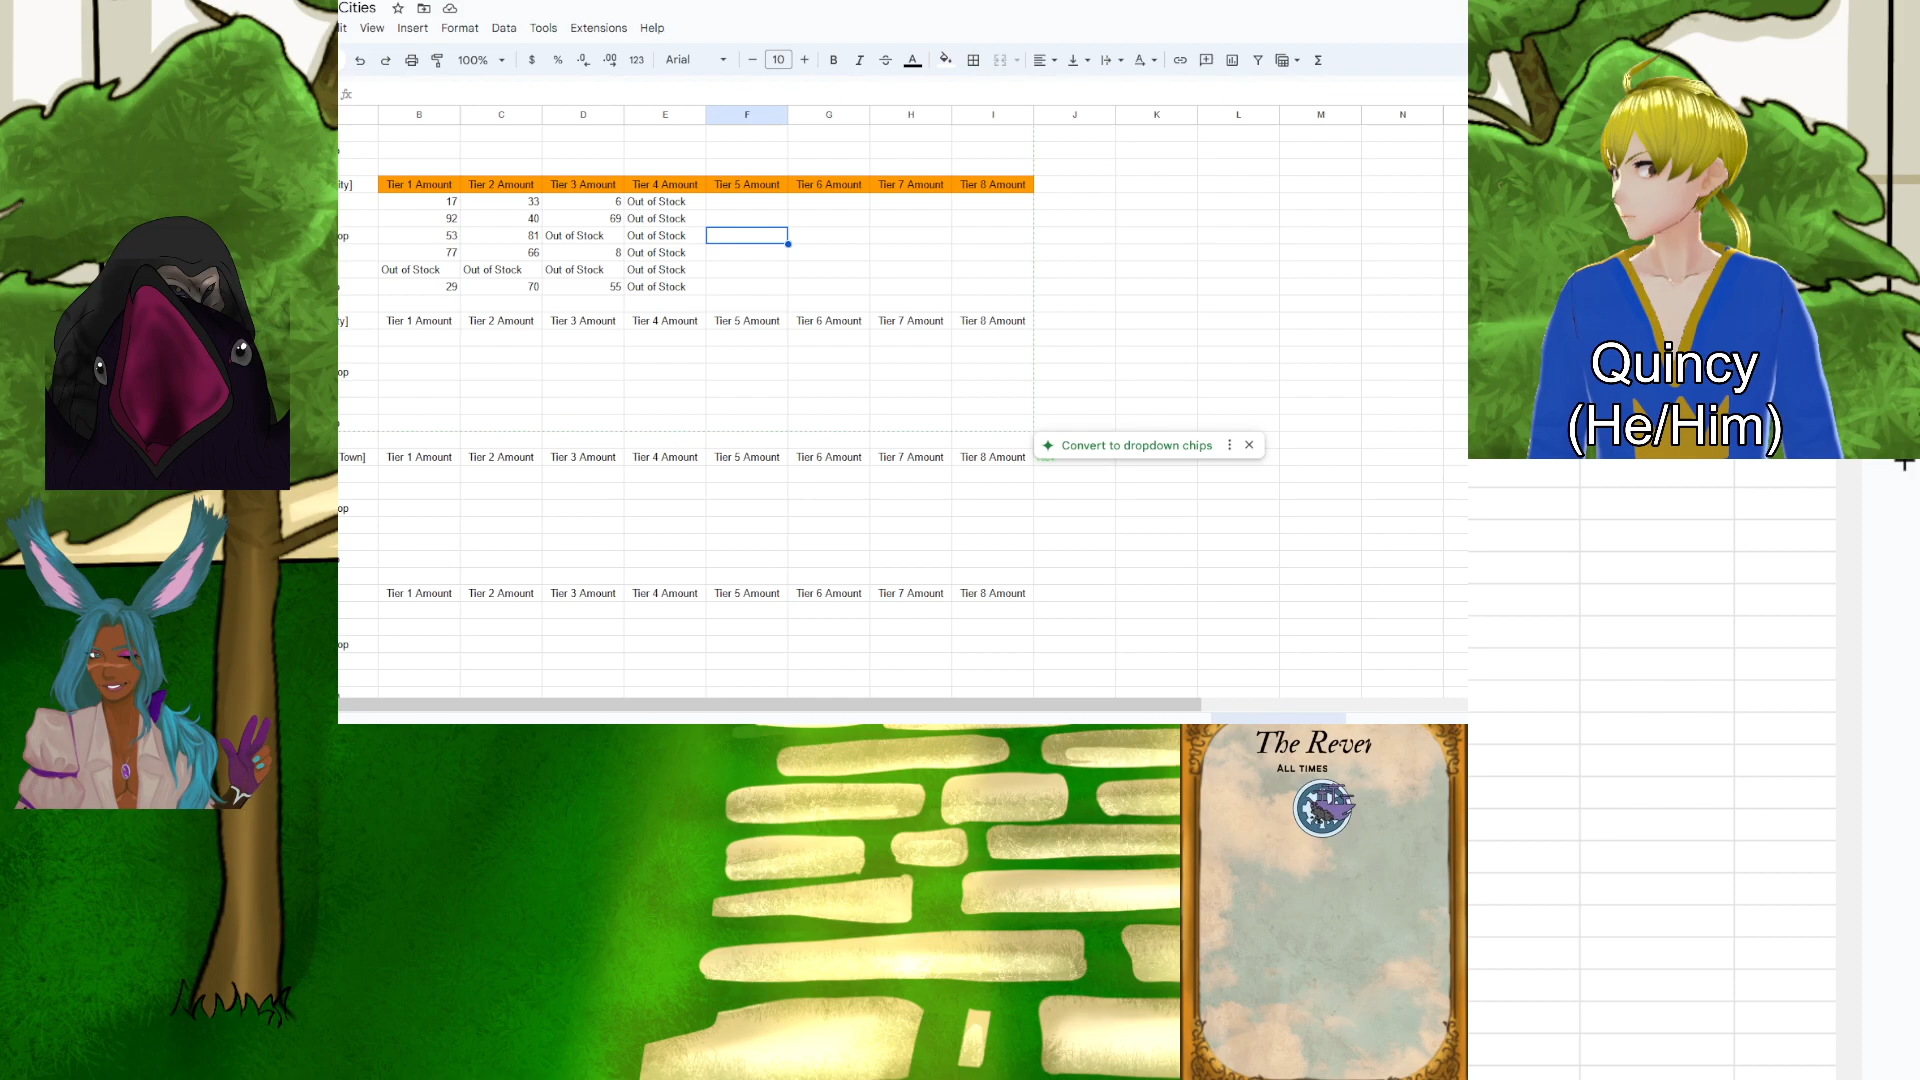 Cities
it View Insert Format Data Tools Extensions Help
100% $ % .0 .00 123 Arial 10 B I S A Σ
fx
B C D E F G H I J K L M N
ity] Tier 1 Amount Tier 2 Amount Tier 3 Amount Tier 4 Amount Tier 5 Amount Tier 6 Amount Tier 7 Amount Tier 8 Amount
17 33 6 Out of Stock
92 40 69 Out of Stock
op 53 81 Out of Stock Out of Stock
77 66 8 Out of Stock
Out of Stock Out of Stock Out of Stock Out of Stock
29 70 55 Out of Stock
ty] Tier 1 Amount Tier 2 Amount Tier 3 Amount Tier 4 Amount Tier 5 Amount Tier 6 Amount Tier 7 Amount Tier 8 Amount
op
Convert to dropdown chips
Town] Tier 1 Amount Tier 2 Amount Tier 3 Amount Tier 4 Amount Tier 5 Amount Tier 6 Amount Tier 7 Amount Tier 8 Amount
op
Tier 1 Amount Tier 2 Amount Tier 3 Amount Tier 4 Amount Tier 5 Amount Tier 6 Amount Tier 7 Amount Tier 8 Amount
op
Quincy
(He/Him)
The Rever
ALL TIMES